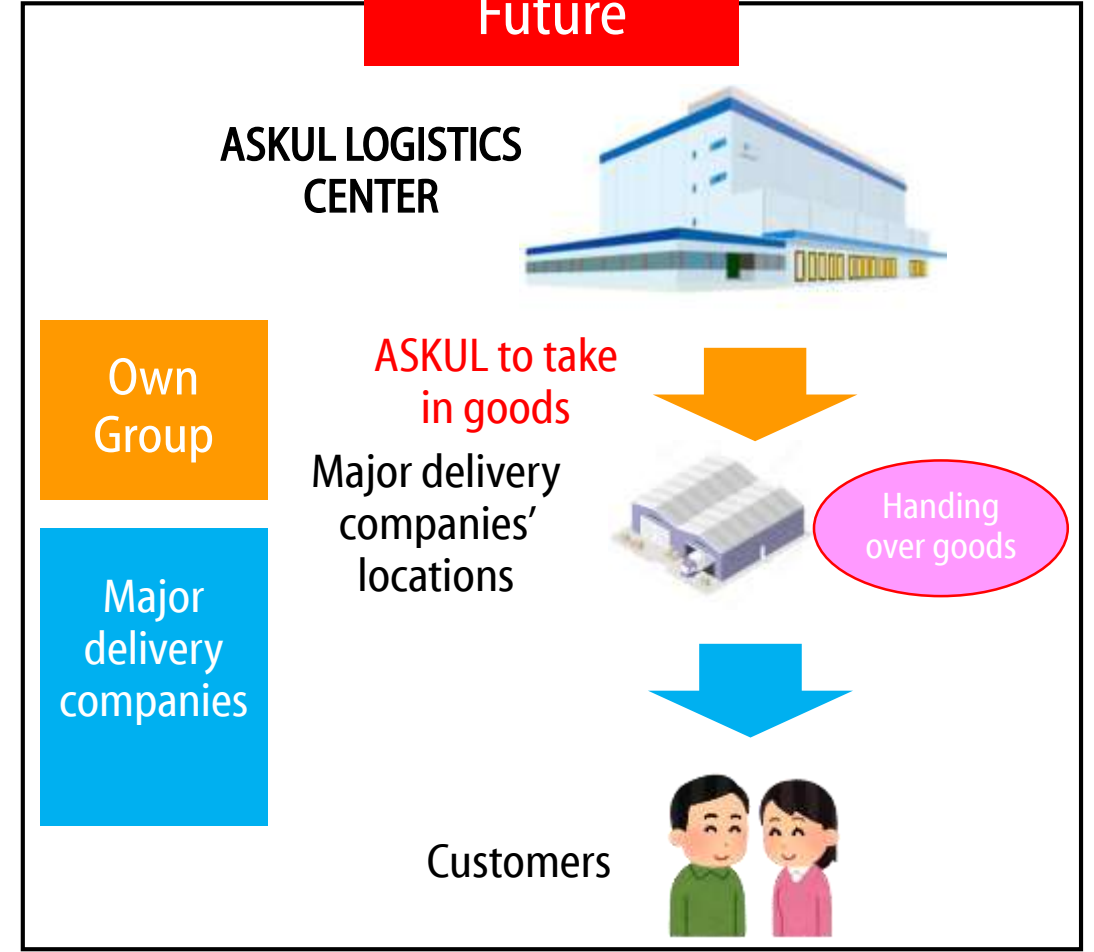 Future
ASKUL LOGISTICS
CENTER
Own
Group
ASKUL to take
in goods
Major delivery
companies’
locations
Handing
over goods
Major
delivery
companies
Customers